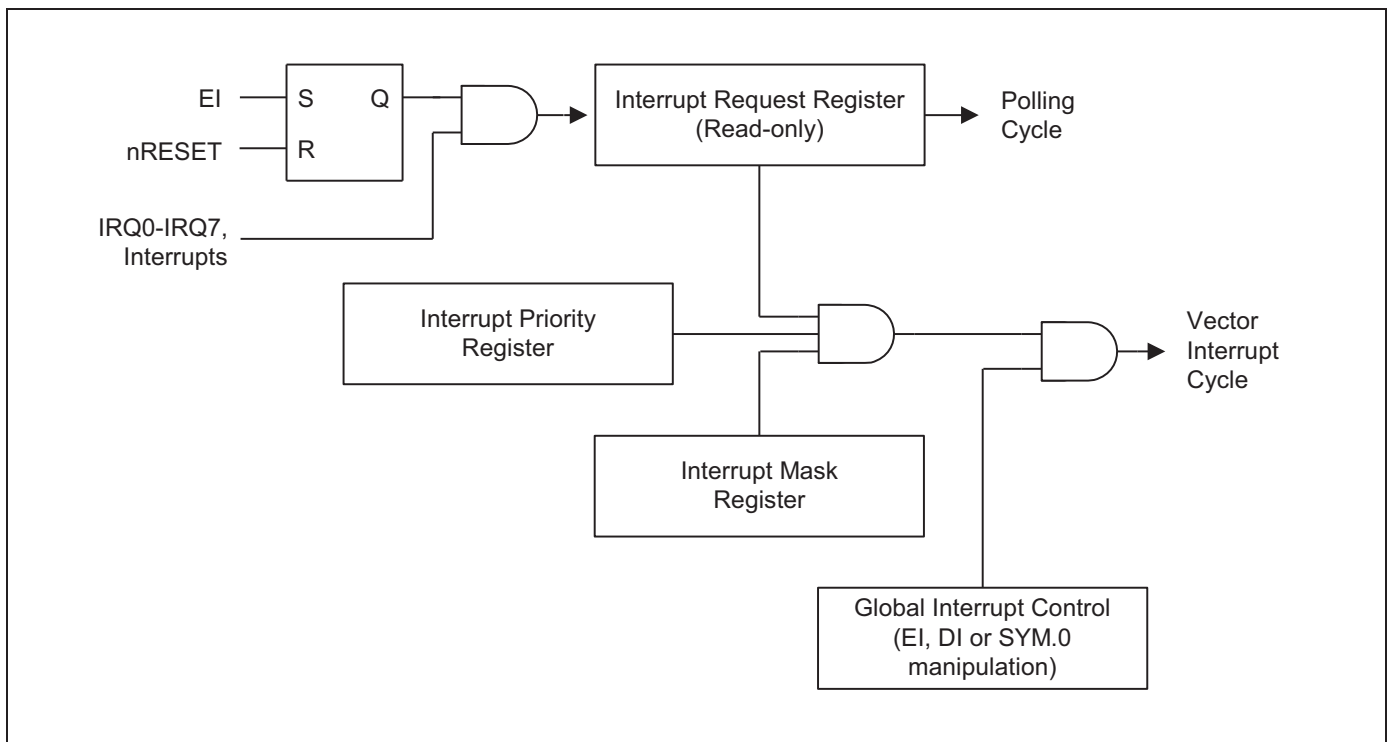 EI
S
Q
nRESET
R
Interrupt Request Register
(Read-only)
Polling
Cycle
IRQ0-IRQ7,
Interrupts
Interrupt Priority
Register
Vector
Interrupt
Cycle
Interrupt Mask
Register
Global Interrupt Control
(EI, DI or SYM.0
manipulation)